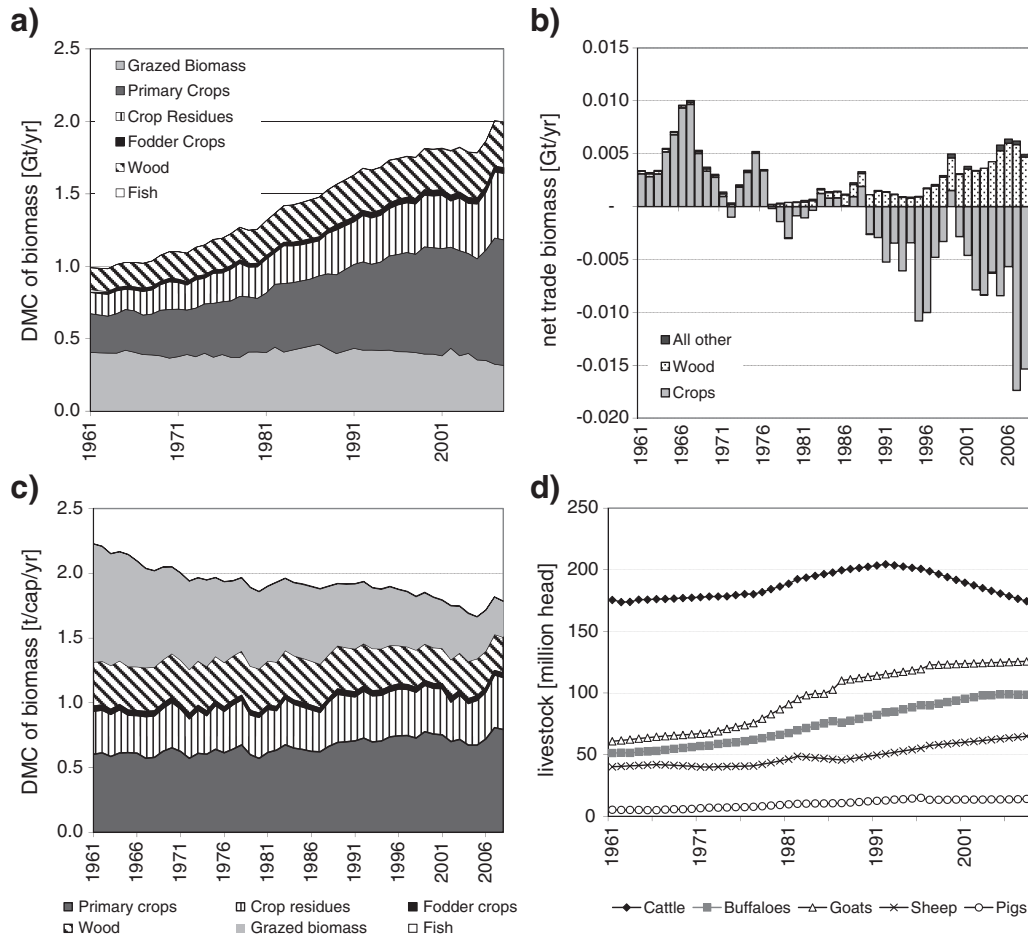 a)
2.5
2.0
1.5
1.0
0.5
0.0
DMC of biomass [Gt/yr]
Grazed Biomass
Primary Crops
Crop Residues
Fodder Crops
Wood
Fish
1961
1971
1981
1991
2001
b)
0.015
0.010
0.005
-
-0.005
-0.010
-0.015
-0.020
net trade biomass [Gt/yr]
All other
Wood
Crops
1961
1966
1971
1976
1981
1986
1991
1996
2001
2006
c)
2.5
2.0
1.5
1.0
0.5
0.0
DMC of biomass [t/cap/yr]
1961
1966
1971
1976
1981
1986
1991
1996
2001
2006
Primary crops
Crop residues
Fodder crops
Wood
Grazed biomass
Fish
d)
250
200
150
100
50
0
livestock [million head]
1961
1971
1981
1991
2001
Cattle
Buffaloes
Goats
Sheep
Pigs